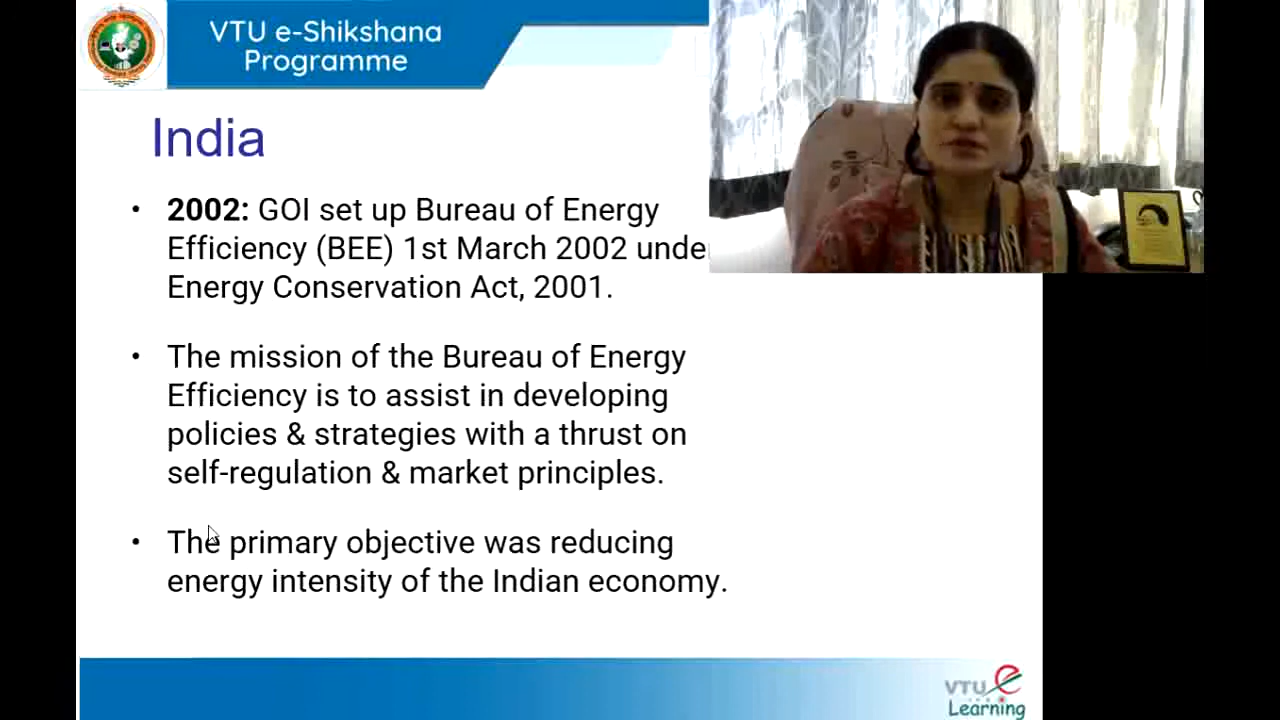 VTU e-Shikshana
Programme
India
• 2002: GOI set up Bureau of Energy
Efficiency (BEE) 1st March 2002 unde
Energy Conservation Act, 2001.
• The mission of the Bureau of Energy
Efficiency is to assist in developing
policies & strategies with a thrust on
self-regulation & market principles.
• The primary objective was reducing
energy intensity of the Indian economy.
VTU e
Learning